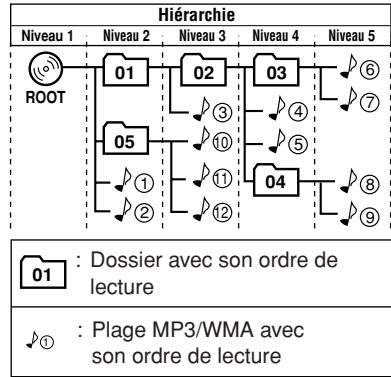 Hiérarchie
Niveau 1 Niveau 2 Niveau 3 Niveau 4 Niveau 5
01 02 03 ⑥
ROOT
⑦
③ ④
05 ⑩ ⑤
① ⑪ 04 ⑧
② ⑫ ⑨
01 : Dossier avec son ordre de
lecture
① : Plage MP3/WMA avec
son ordre de lecture